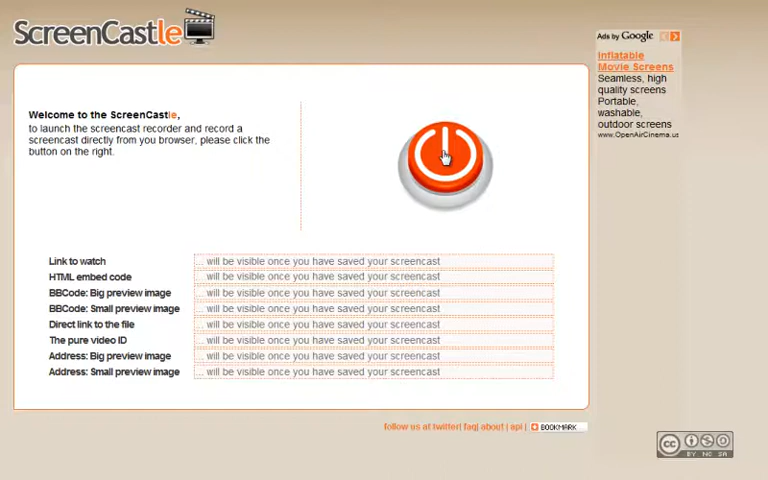 ScreenCastle
Welcome to the ScreenCastle,
to launch the screencast recorder and record a
screencast directly from you browser, please click the
button on the right.
Ads by Google
Inflatable
Movie Screens
Seamless, high
quality screens
Portable,
washable,
outdoor screens
www.OpenAirCinema.us
Link to watch ... will be visible once you have saved your screencast
HTML embed code ... will be visible once you have saved your screencast
BBCode: Big preview image ... will be visible once you have saved your screencast
BBCode: Small preview image ... will be visible once you have saved your screencast
Direct link to the file ... will be visible once you have saved your screencast
The pure video ID ... will be visible once you have saved your screencast
Address: Big preview image ... will be visible once you have saved your screencast
Address: Small preview image ... will be visible once you have saved your screencast
follow us at twitter| faq| about | api | BOOKMARK
cc BY NC SA